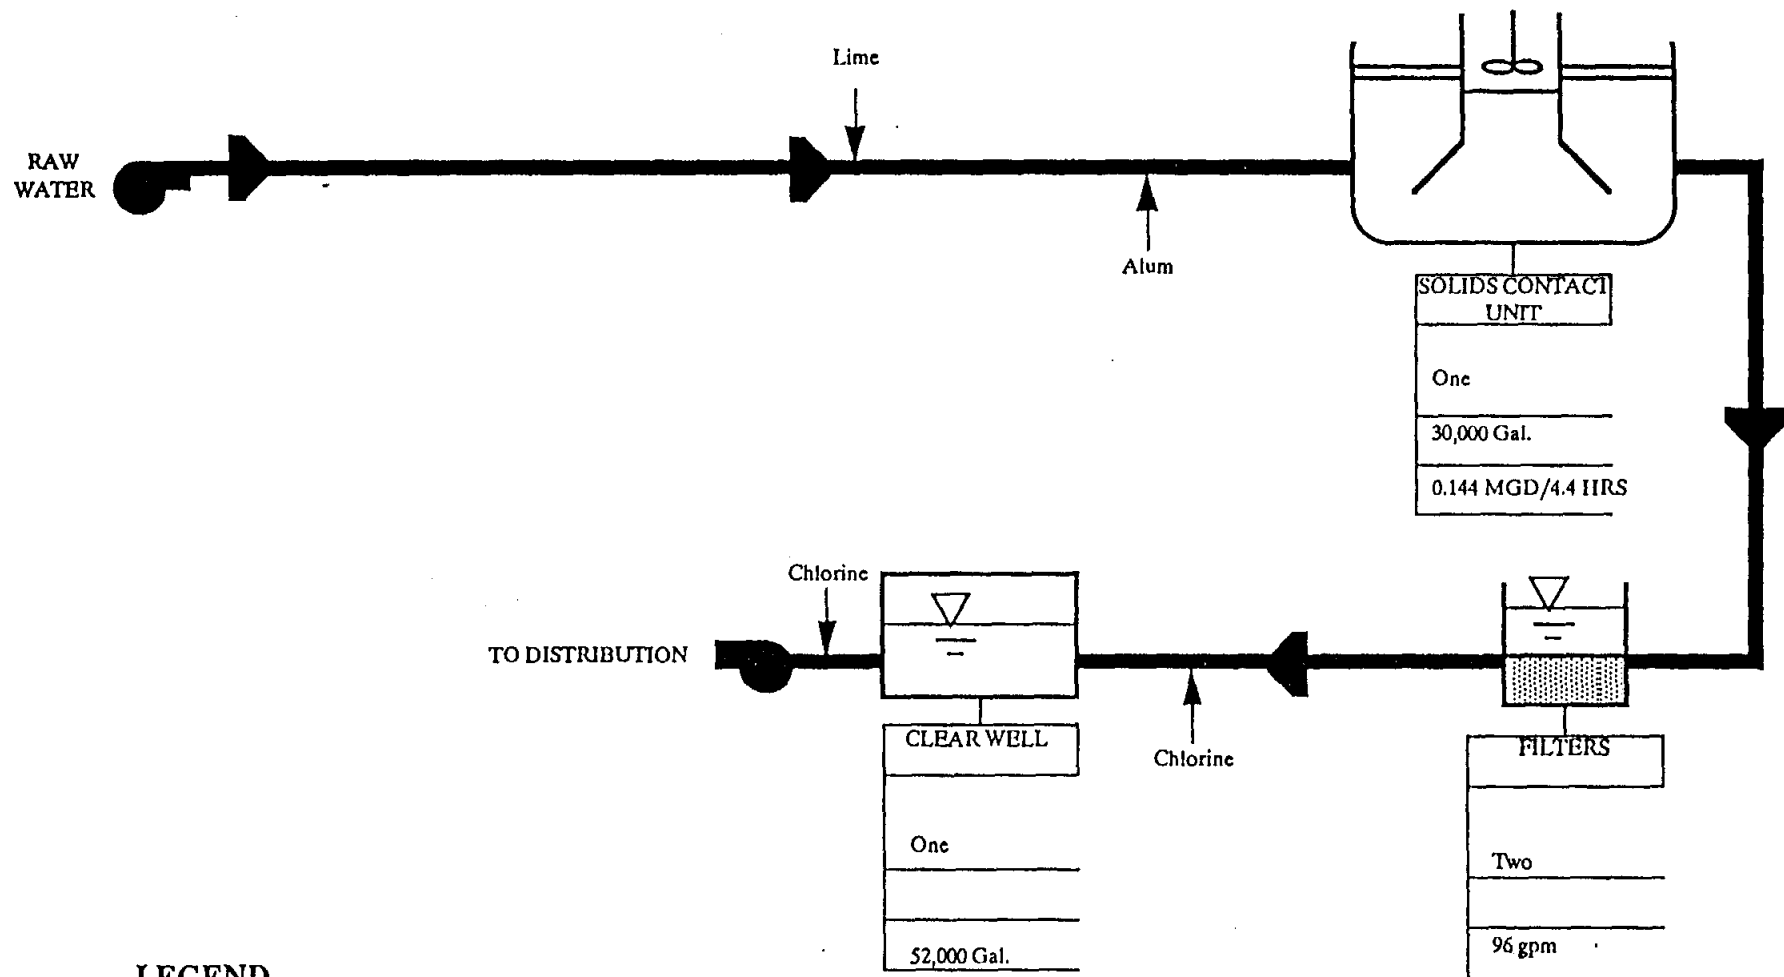 Lime
RAW
WATER
Alum
SOLIDS CONTACT
UNIT
One
30,000 Gal.
0.144 MGD/4.4 HRS
Chlorine
TO DISTRIBUTION
Chlorine
CLEAR WELL
One
52,000 Gal.
FILTERS
Two
96 gpm
LEGEND